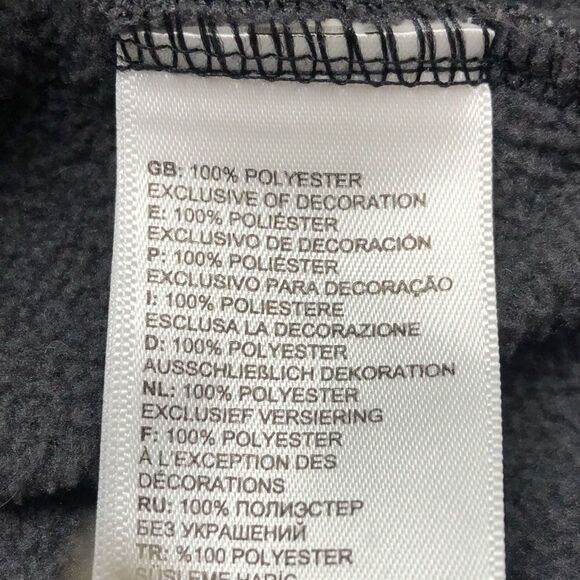 GB: 100% POLYESTER
EXCLUSIVE OF DECORATION
E: 100% POLIÉSTER
EXCLUSIVO DE DECORACIÓN
P: 100% POLIÉSTER
EXCLUSIVO PARA DECORAÇÃO
I: 100% POLIESTERE
ESCLUSA LA DECORAZIONE
D: 100% POLYESTER
AUSSCHLIEßLICH DEKORATION
NL: 100% POLYESTER
EXCLUSIEF VERSIERING
F: 100% POLYESTER
À L'EXCEPTION DES
DÉCORATIONS
RU: 100% ПОЛИЭСТЕР
БЕЗ УКРАШЕНИЙ
TR: %100 POLYESTER
SÜSLEME HARİÇ